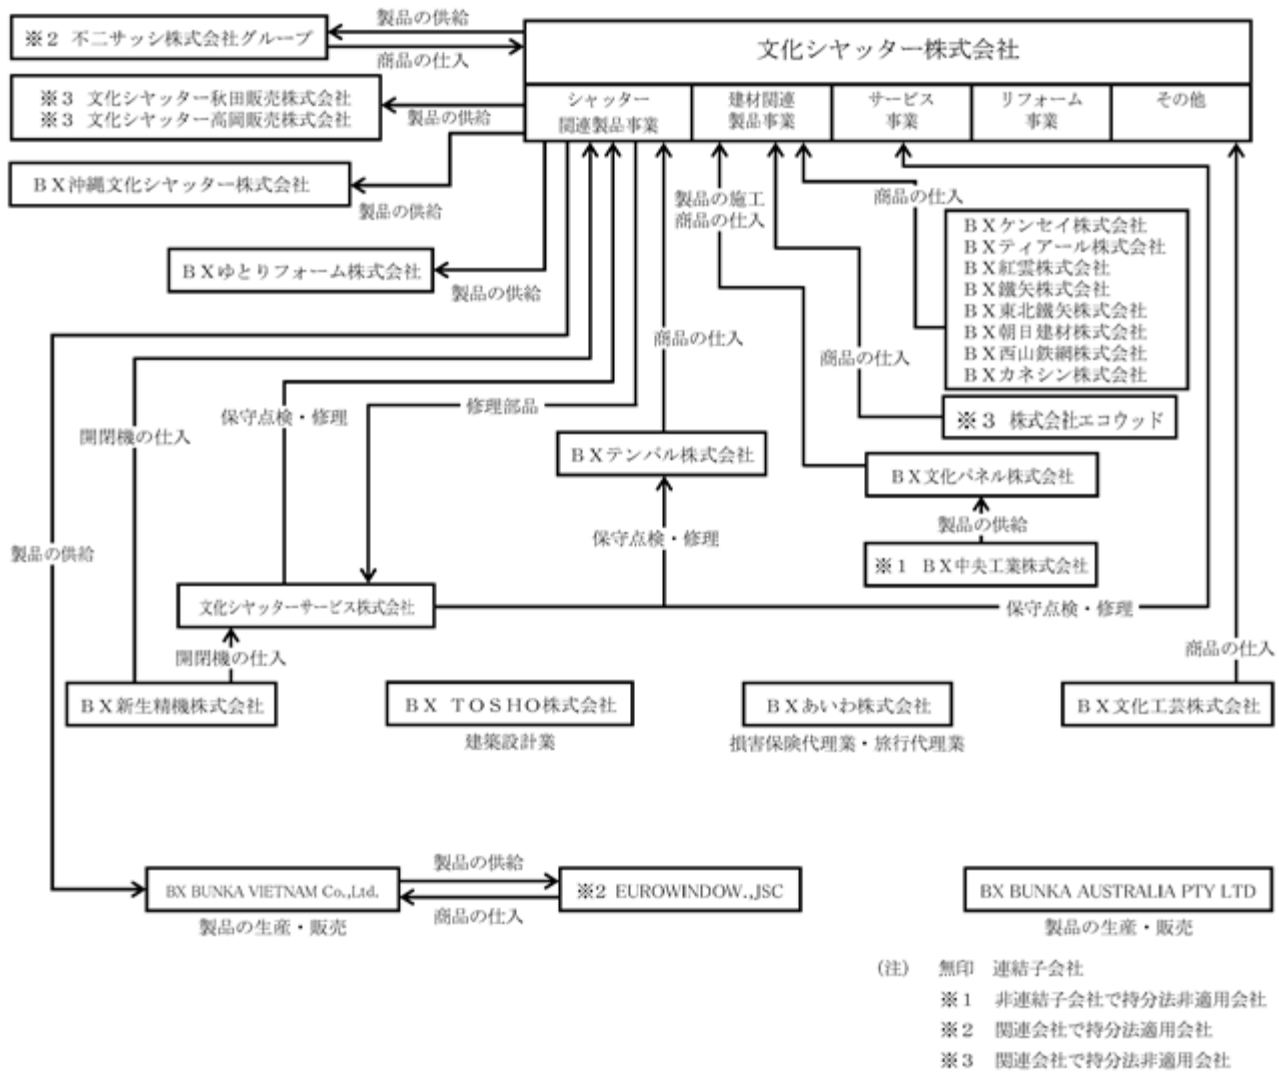 製品の供給
※2 不二サッシ株式会社グループ
商品の仕入
文化シヤッター株式会社
シャッター
関連製品事業
建材関連
製品事業
サービス
事業
リフォーム
事業
その他
※3 文化シヤッター秋田販売株式会社
※3 文化シヤッター高岡販売株式会社
製品の供給
BX沖縄文化シヤッター株式会社
製品の供給
製品の施工
商品の仕入
商品の仕入
BXケンセイ株式会社
BXティアール株式会社
BX紅雲株式会社
BX鐵矢株式会社
BX東北鐵矢株式会社
BX朝日建材株式会社
BX西山鉄網株式会社
BXカネシン株式会社
BXゆとりフォーム株式会社
製品の供給
商品の仕入
商品の仕入
修理部品
保守点検・修理
開閉機の仕入
※3 株式会社エコウッド
BXテンパル株式会社
BX文化パネル株式会社
製品の供給
保守点検・修理
製品の供給
※1 BX中央工業株式会社
文化シヤッターサービス株式会社
保守点検・修理
開閉機の仕入
商品の仕入
BX新生精機株式会社
BX TOSHO株式会社
建築設計業
BXあいわ株式会社
損害保険代理業・旅行代理業
BX文化工芸株式会社
BX BUNKA VIETNAM Co.,Ltd.
製品の生産・販売
製品の供給
商品の仕入
※2 EUROWINDOW.,JSC
BX BUNKA AUSTRALIA PTY LTD
製品の生産・販売
(注) 無印 連結子会社
※1 非連結子会社で持分法非適用会社
※2 関連会社で持分法適用会社
※3 関連会社で持分法非適用会社